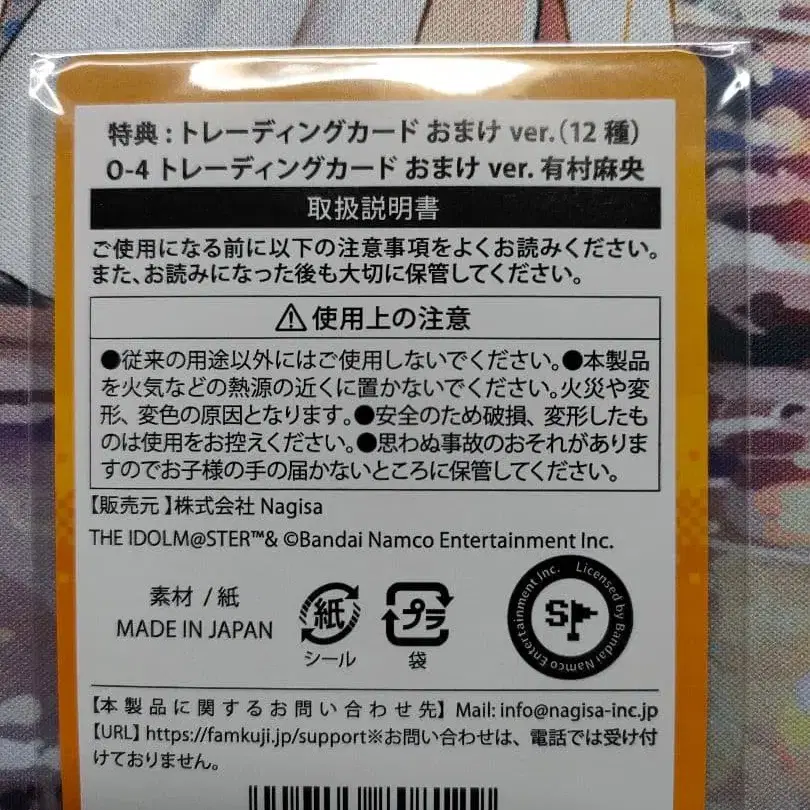 特典：トレーディングカード おまけ ver.（12 種）
O-4 トレーディングカード おまけ ver. 有村麻央
取扱説明書
ご使用になる前に以下の注意事項をよくお読みください。
また、お読みになった後も大切に保管してください。
⚠使用上の注意
●従来の用途以外にはご使用しないでください。●本製品
を火気などの熱源の近くに置かないでください。火災や変
形、変色の原因となります。●安全のため破損、変形したも
のは使用をお控えください。●思わぬ事故のおそれがありま
すのでお子様の手の届かないところに保管してください。
【販売元】株式会社 Nagisa
THE IDOLM@STER™& ©Bandai Namco Entertainment Inc.
素材 / 紙
MADE IN JAPAN
紙
シール
プラ
袋
Licensed by Bandai Namco Entertainment Inc.
S
【本製品に関するお問い合わせ先】Mail: info@nagisa-inc.jp
【URL】https://famkuji.jp/support※お問い合わせは、電話では受け付
けておりません。